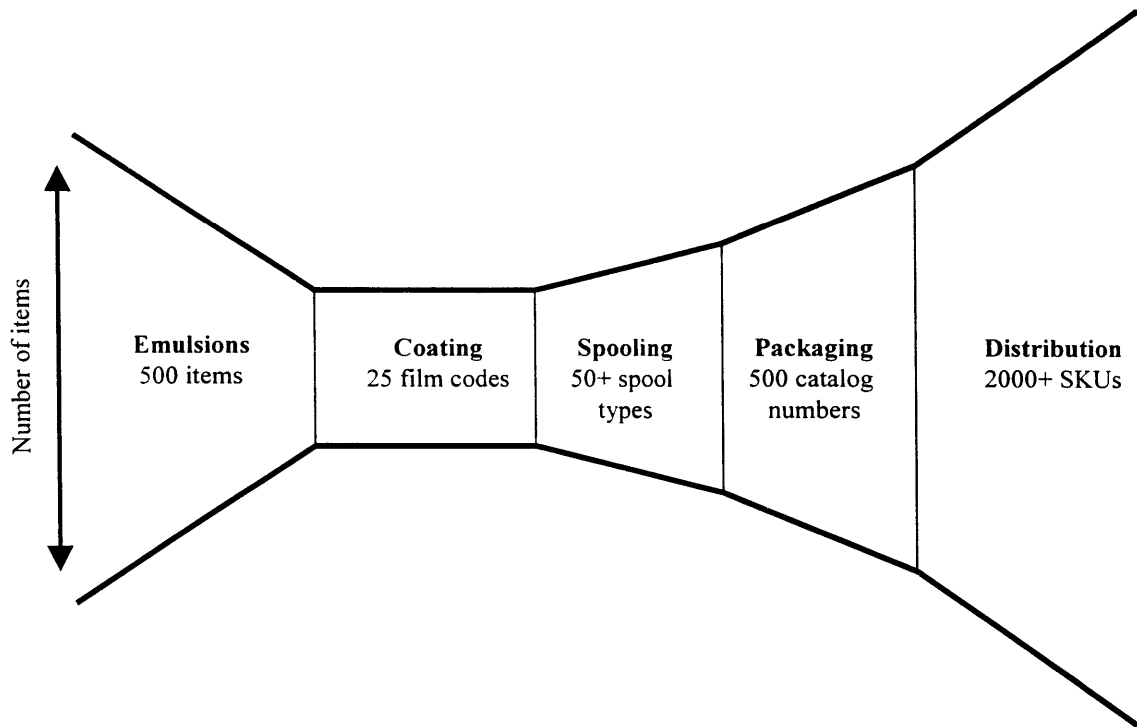 Number of items
Emulsions
500 items
Coating
25 film codes
Spooling
50+ spool
types
Packaging
500 catalog
numbers
Distribution
2000+ SKUs